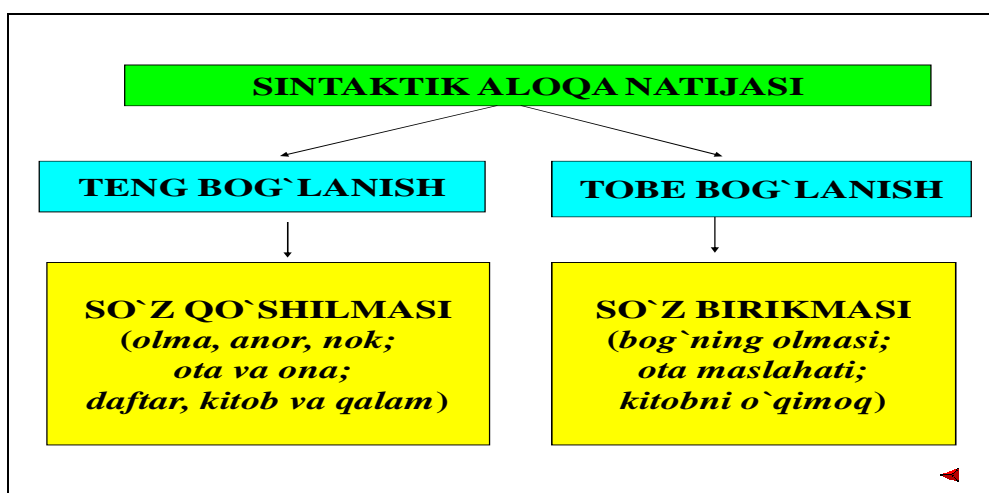 SINTAKTIK ALOQA NATIJASI
TENG BOG`LANISH
TOBE BOG`LANISH
SO`Z QO`SHILMASI
(olma, anor, nok;
ota va ona;
daftar, kitob va qalam)
SO`Z BIRIKMASI
(bog`ning olmasi;
ota maslahati;
kitobni o`qimoq)